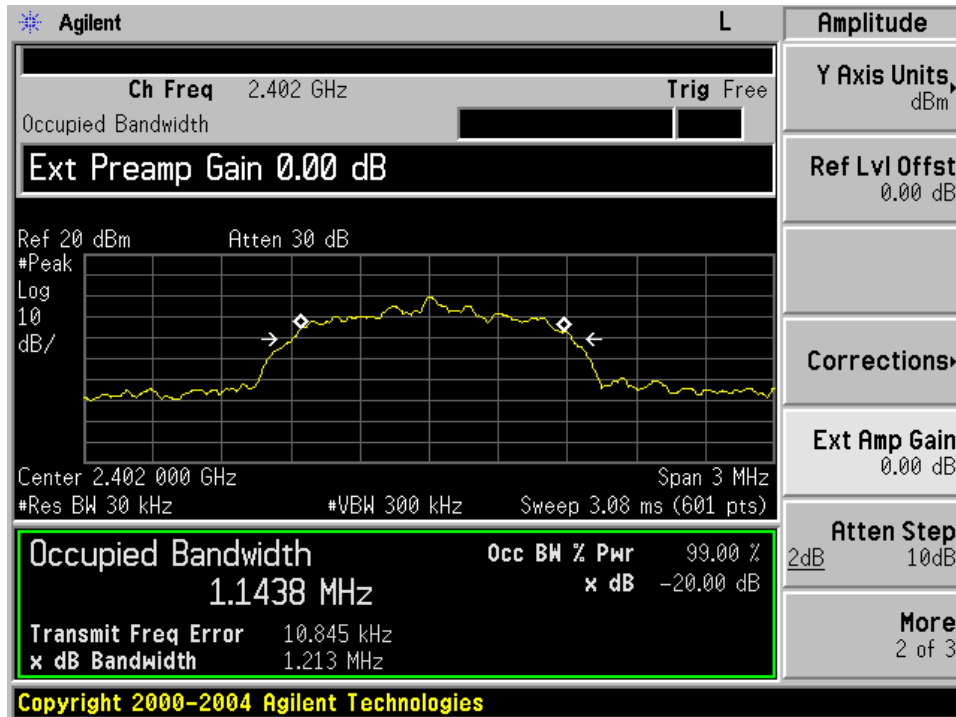 Agilent L
Ch Freq 2.402 GHz Trig Free
Occupied Bandwidth
Ext Preamp Gain 0.00 dB
Ref 20 dBm Atten 30 dB
#Peak
Log
10
dB/
Center 2.402 000 GHz Span 3 MHz
#Res BW 30 kHz #VBW 300 kHz Sweep 3.08 ms (601 pts)
Occupied Bandwidth Occ BW % Pwr 99.00 %
1.1438 MHz x dB -20.00 dB
Transmit Freq Error 10.845 kHz
x dB Bandwidth 1.213 MHz
Copyright 2000-2004 Agilent Technologies
Amplitude
Y Axis Units
dBm
Ref Lvl Offst
0.00 dB
Corrections
Ext Amp Gain
0.00 dB
Atten Step
2dB 10dB
More
2 of 3